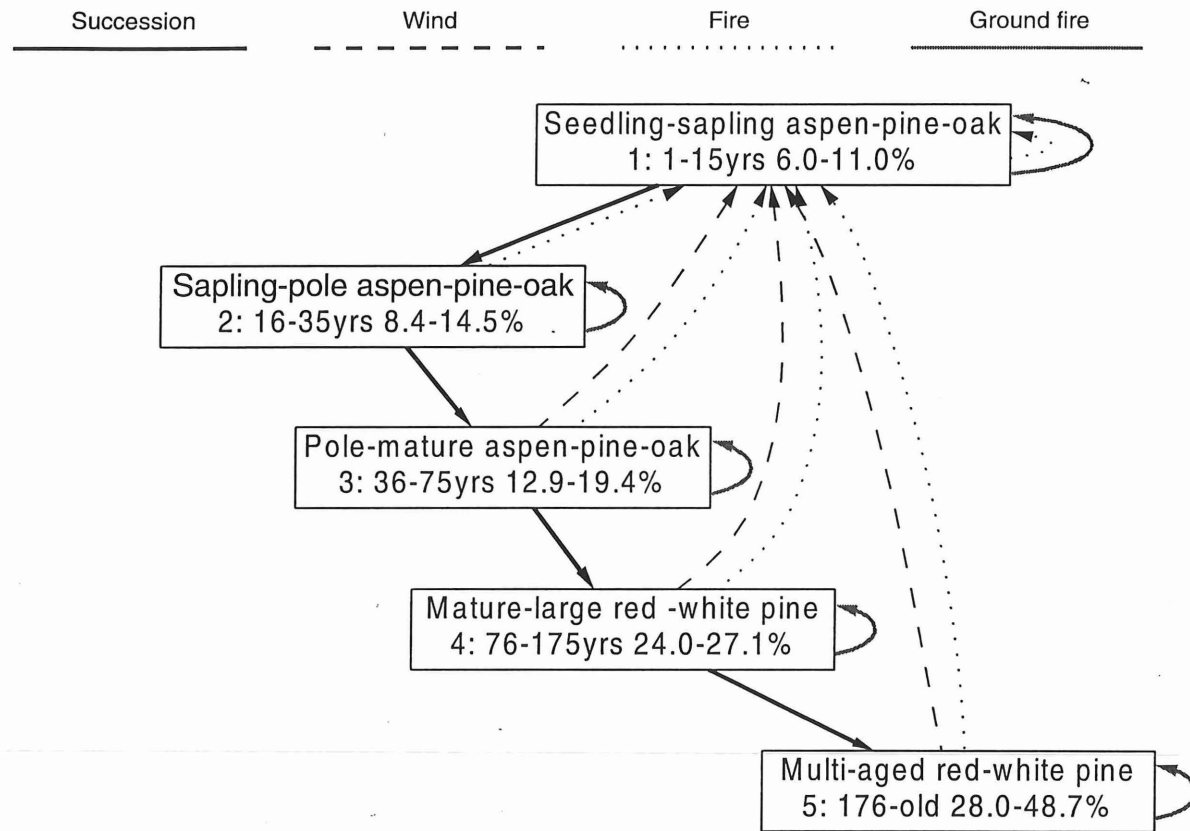 Succession Wind Fire Ground fire
Seedling-sapling aspen-pine-oak
1: 1-15yrs 6.0-11.0%
Sapling-pole aspen-pine-oak
2: 16-35yrs 8.4-14.5%
Pole-mature aspen-pine-oak
3: 36-75yrs 12.9-19.4%
Mature-large red -white pine
4: 76-175yrs 24.0-27.1%
Multi-aged red-white pine
5: 176-old 28.0-48.7%